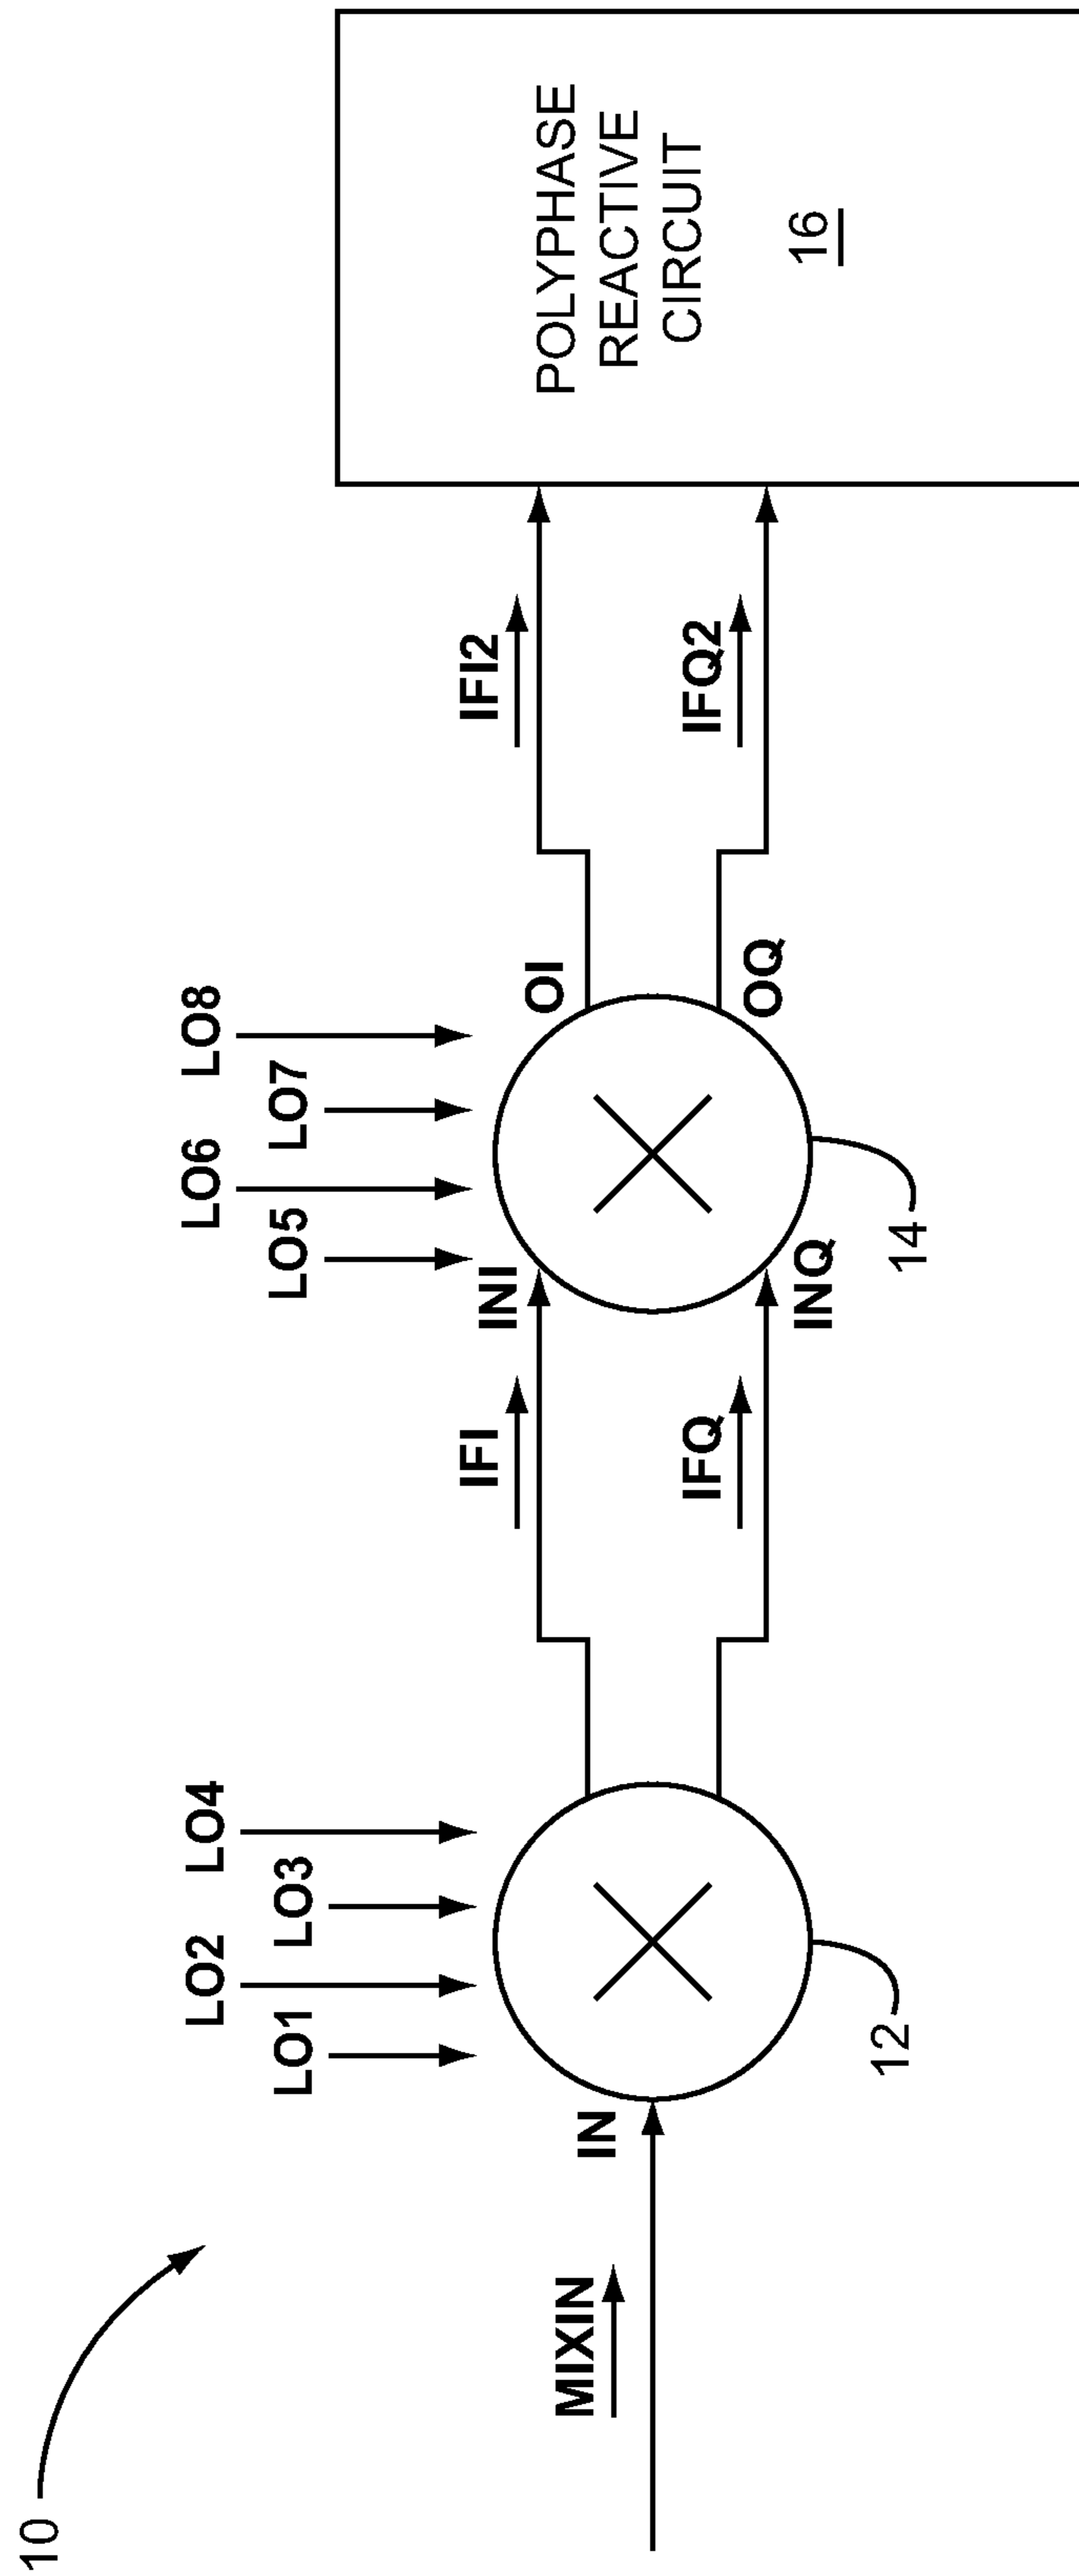 10
MIXIN
IN
LO1
LO2
LO3
LO4
12
IFI
IFQ
INI
INQ
LO5
LO6
LO7
LO8
14
OI
OQ
IFI2
IFQ2
POLYPHASE
REACTIVE
CIRCUIT
16